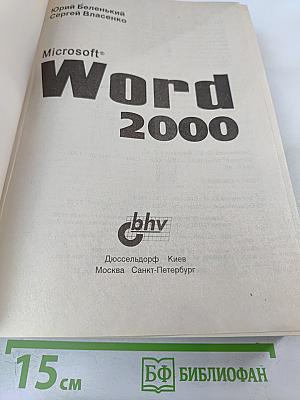 Юрий Беленький
Сергей Власенко
Microsoft®
Word
2000
bhv
Дюссельдорф Киев
Москва Санкт-Петербург
15 см
БФ БИБЛИОФАН